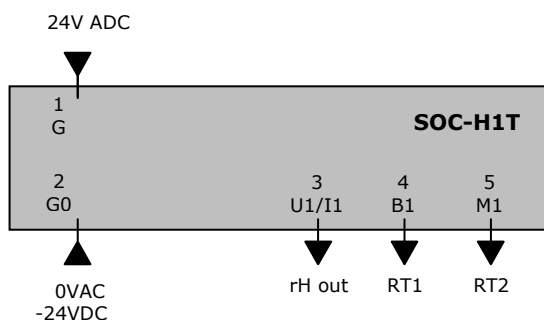 24V ADC
1
G
SOC-H1T
2
G0
3
U1/I1
4
B1
5
M1
0VAC
-24VDC
rH out
RT1
RT2